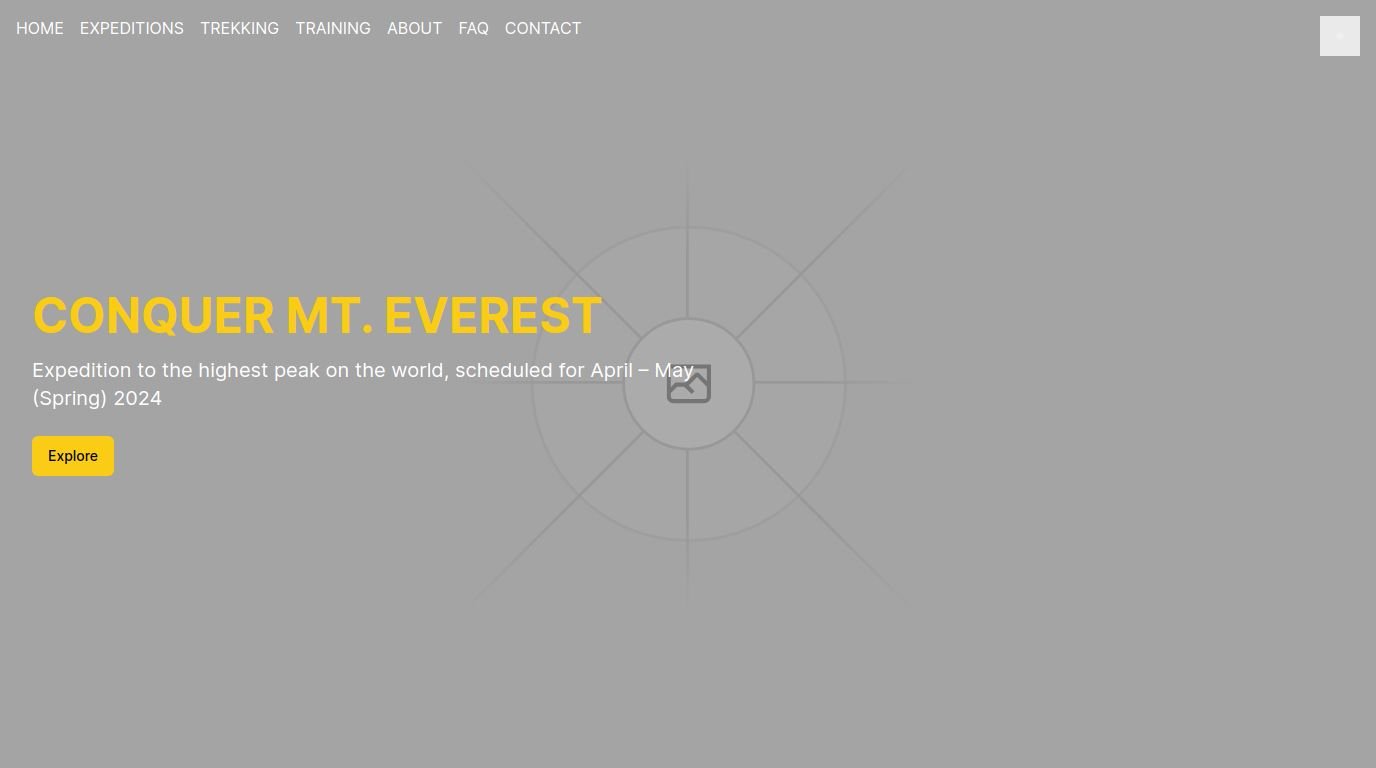 HOME EXPEDITIONS TREKKING TRAINING ABOUT FAQ CONTACT
CONQUER MT. EVEREST
Expedition to the highest peak on the world, scheduled for April – May
(Spring) 2024
Explore